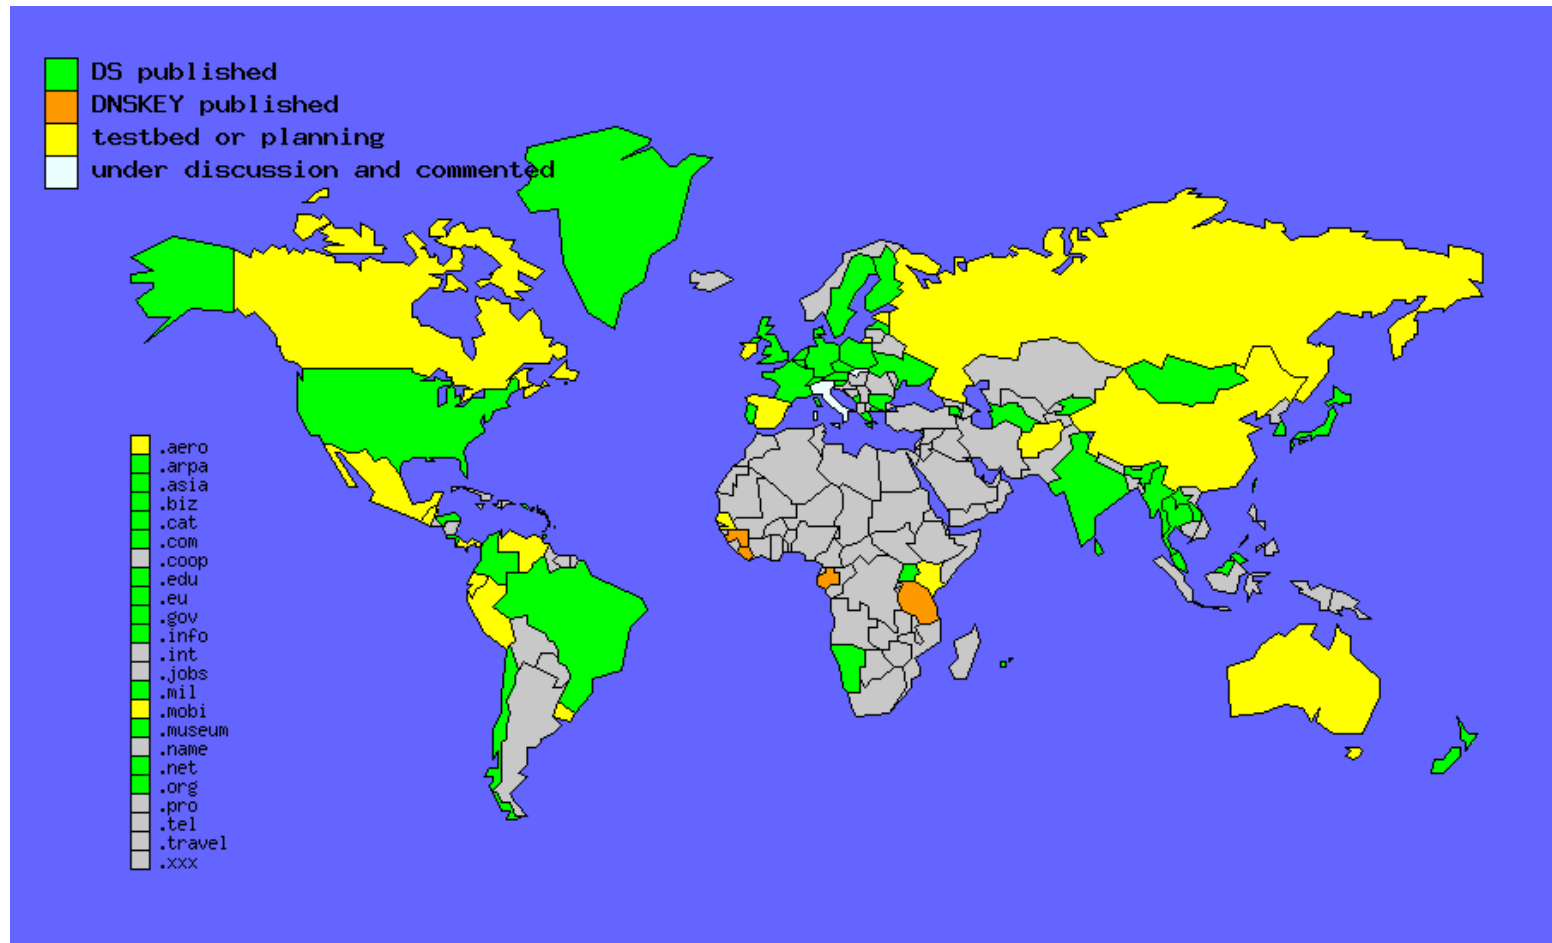 DS published
DNSKEY published
testbed or planning
under discussion and commented
.aero
.arpa
.asia
.biz
.cat
.com
.coop
.edu
.eu
.gov
.info
.int
.jobs
.mil
.mobi
.museum
.name
.net
.org
.pro
.tel
.travel
.xxx